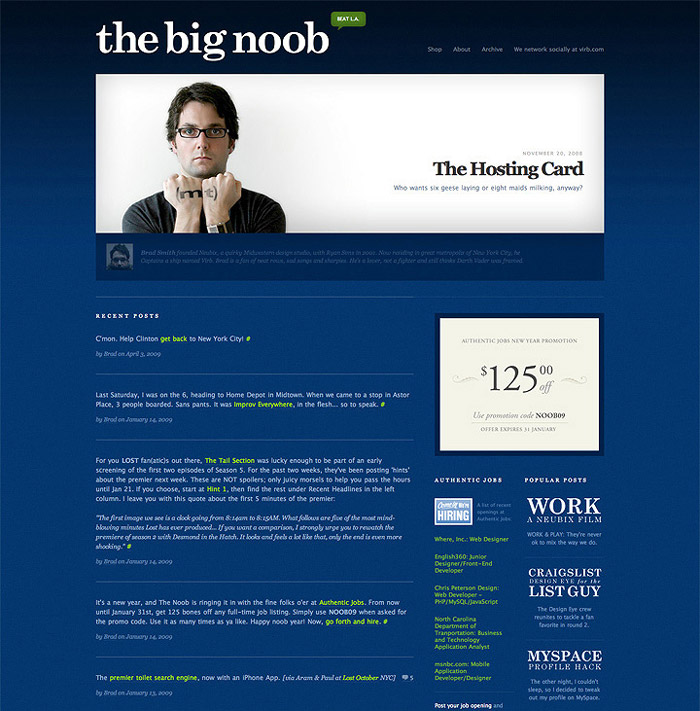 the big noob
BEAT L.A.
Shop About Archive We network socially at virb.com
(mt)
NOVEMBER 20, 2008
The Hosting Card
Who wants six geese laying or eight maids milking, anyway?
Brad Smith founded Neubix, a quirky Midwestern design studio, with Ryan Sims in 2000. Now residing in great metropolis of New York City, he
Captains a ship named Virb. Brad is a fan of neat rows, sad songs and sharpies. He's a lover, not a fighter and still thinks Darth Vader was framed.
RECENT POSTS
C'mon. Help Clinton get back to New York City! #
by Brad on April 3, 2009
Last Saturday, I was on the 6, heading to Home Depot in Midtown. When we came to a stop in Astor
Place, 3 people boarded. Sans pants. It was Improv Everywhere, in the flesh... so to speak. #
by Brad on January 14, 2009
For you LOST fan(atic)s out there, The Tail Section was lucky enough to be part of an early
screening of the first two episodes of Season 5. For the past two weeks, they've been posting 'hints'
about the premier next week. These are NOT spoilers; only juicy morsels to help you pass the hours
until Jan 21. If you choose, start at Hint 1, then find the rest under Recent Headlines in the left
column. I leave you with this quote about the first 5 minutes of the premier:
"The first image we see is a clock going from 8:14am to 8:15AM. What follows are five of the most mind-
blowing minutes Lost has ever produced... If you want a comparison, I strongly urge you to rewatch the
premiere of season 2 with Desmond in the Hatch. It looks and feels a lot like that, only the end is even more
shocking." #
by Brad on January 14, 2009
It's a new year, and The Noob is ringing it in with the fine folks o'er at Authentic Jobs. From now
until January 31st, get 125 bones off any full-time job listing. Simply use NOOB09 when asked for
the promo code. Use it as many times as ya like. Happy noob year! Now, go forth and hire. #
by Brad on January 14, 2009
The premier toilet search engine, now with an iPhone App. [via Aram & Paul at Lost October NYC] 5
by Brad on January 13, 2009
AUTHENTIC JOBS NEW YEAR PROMOTION
$125.00 off
Use promotion code NOOB09
OFFER EXPIRES 31 JANUARY
AUTHENTIC JOBS
Come it we're
HIRING
A list of recent
openings at
Authentic Jobs
Where, Inc.: Web Designer
English360: Junior
Designer/Front-End
Developer
Chris Peterson Design:
Web Developer -
PHP/MySQL/JavaScript
North Carolina
Department of
Tranportation: Business
and Technology
Application Analyst
msnbc.com: Mobile
Application
Developer/Designer
Post your job opening and
POPULAR POSTS
WORK
A NEUBIX FILM
WORK & PLAY: They're never
ok to mix the way we do.
CRAIGSLIST
DESIGN EYE for the
LIST GUY
The Design Eye crew
reunites to tackle a fan
favorite in round 2.
MYSPACE
PROFILE HACK
The other night, I couldn't
sleep, so I decided to tweak
out my profile on MySpace.